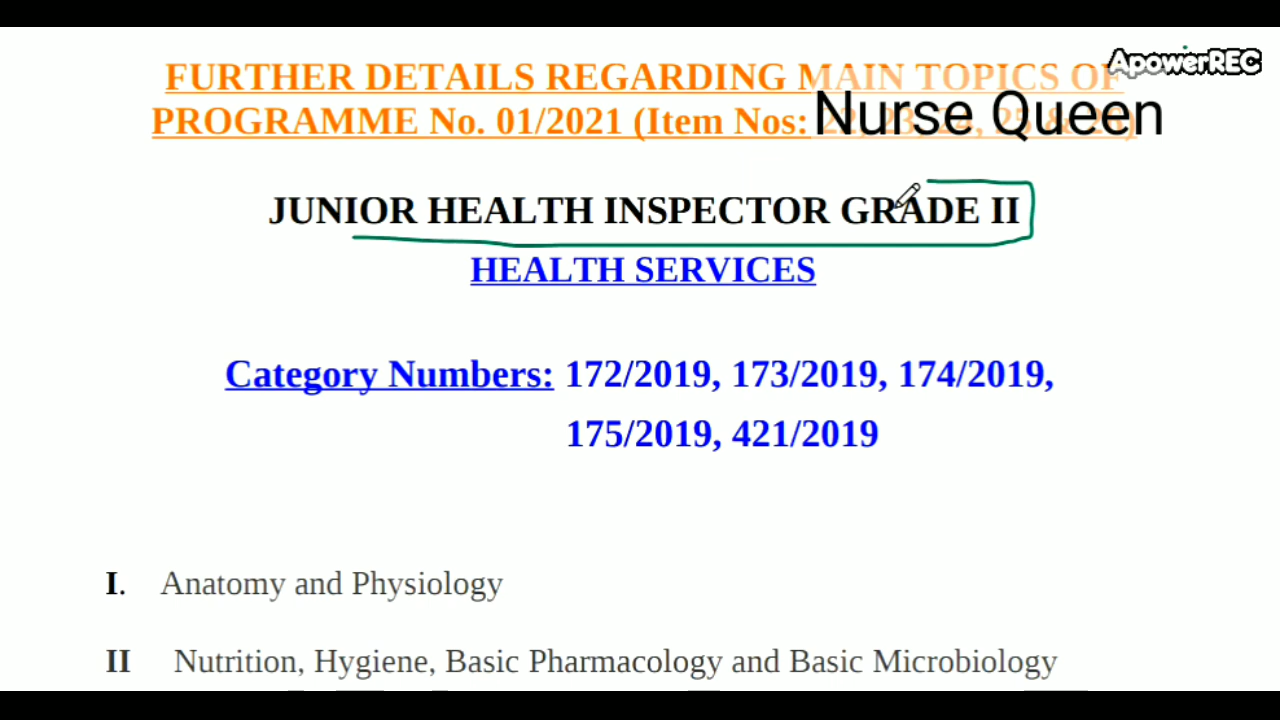 ApowerREC
FURTHER DETAILS REGARDING MAIN TOPICS OF
PROGRAMME No. 01/2021 (Item Nos:
Nurse Queen
JUNIOR HEALTH INSPECTOR GRADE II
HEALTH SERVICES
Category Numbers: 172/2019, 173/2019, 174/2019,
175/2019, 421/2019
I. Anatomy and Physiology
II Nutrition, Hygiene, Basic Pharmacology and Basic Microbiology